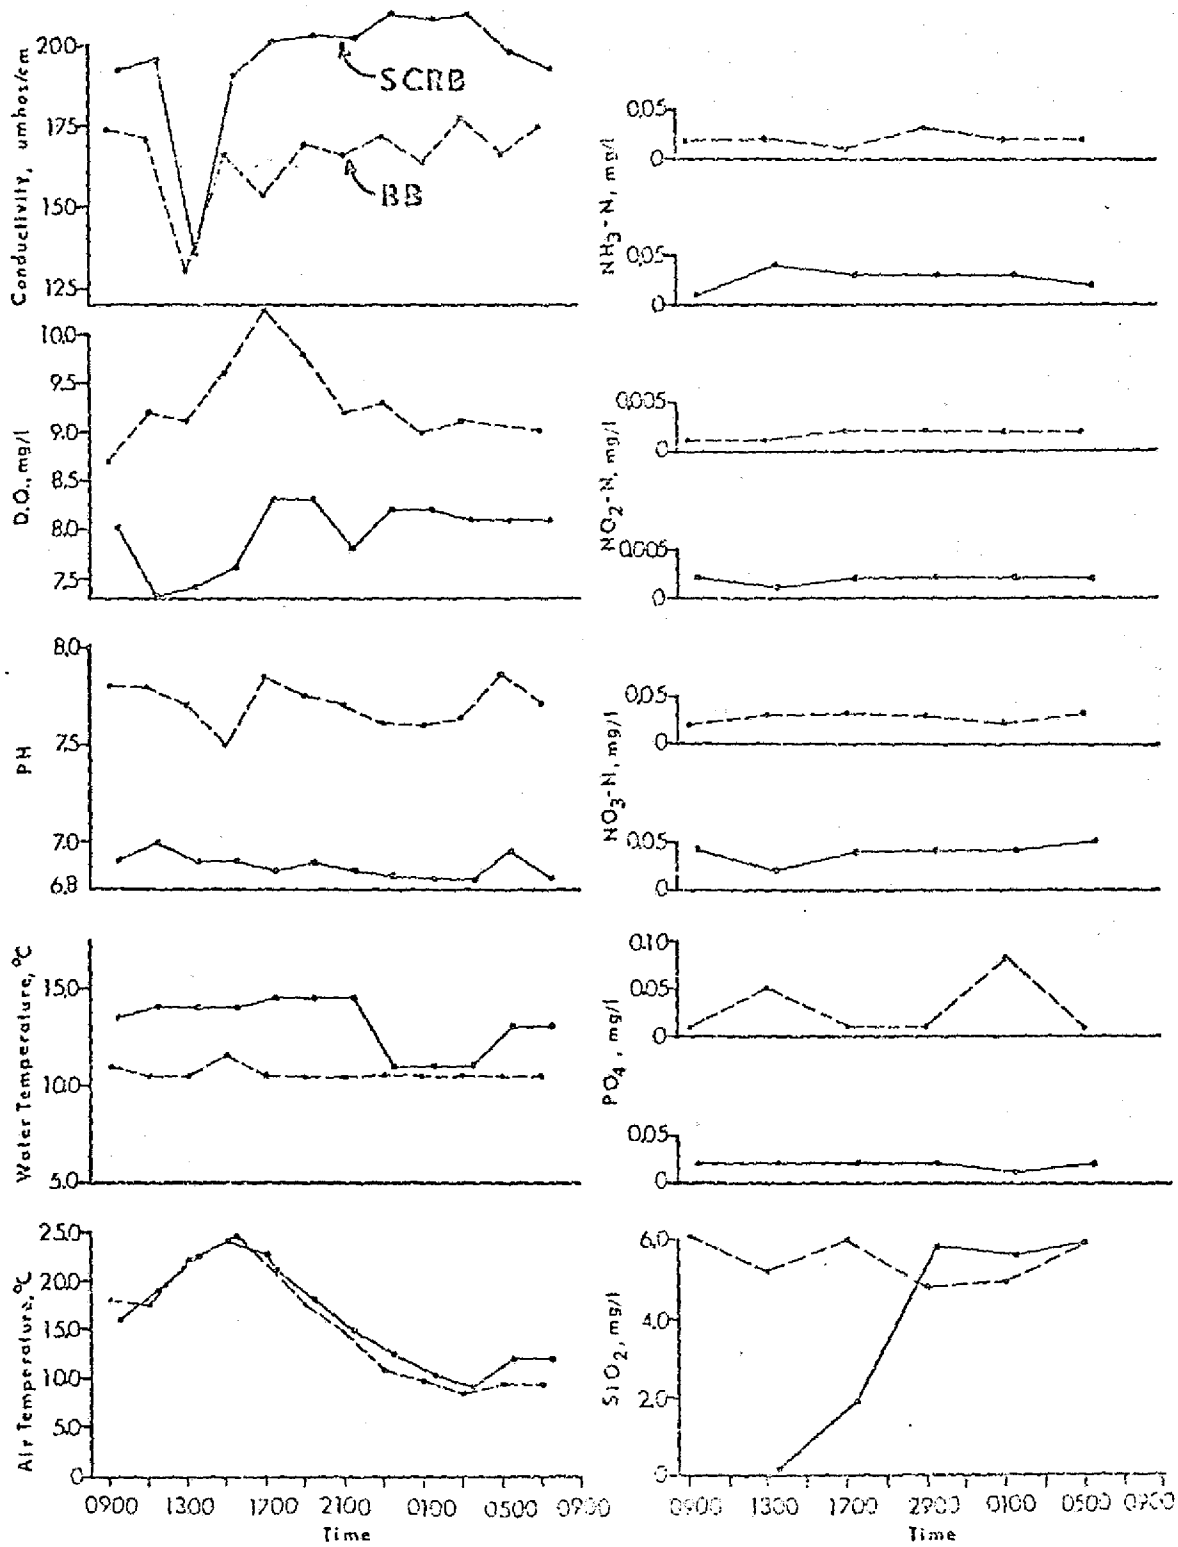 Conductivity, umhos/cm
200
175
150
125
SCRB
BB
D.O., mg/l
10.0
9.5
9.0
8.5
8.0
7.5
PH
8.0
7.5
7.0
6.8
Water Temperature, °C
15.0
10.0
5.0
Air Temperature, °C
25.0
20.0
15.0
10.0
5.0
0
0900 1300 1700 2100 0100 0500 0900
Time
NH3-N, mg/l
0.05
0
0.05
0
NO2-N, mg/l
0.005
0
0.005
0
NO3-N, mg/l
0.05
0
0.05
0
PO4, mg/l
0.10
0.05
0
0.05
0
SiO2, mg/l
6.0
4.0
2.0
0
0900 1300 1700 2900 0100 0500 0900
Time